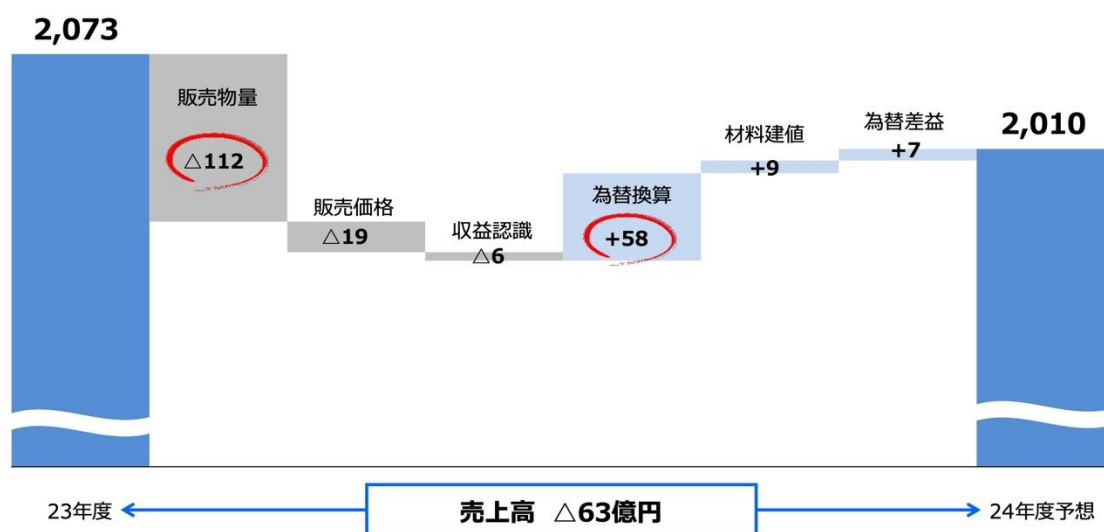 2,073
販売物量
△112
販売価格
△19
収益認識
△6
為替換算
+58
材料建値
+9
為替差益
+7
2,010
23年度
売上高 △63億円
24年度予想